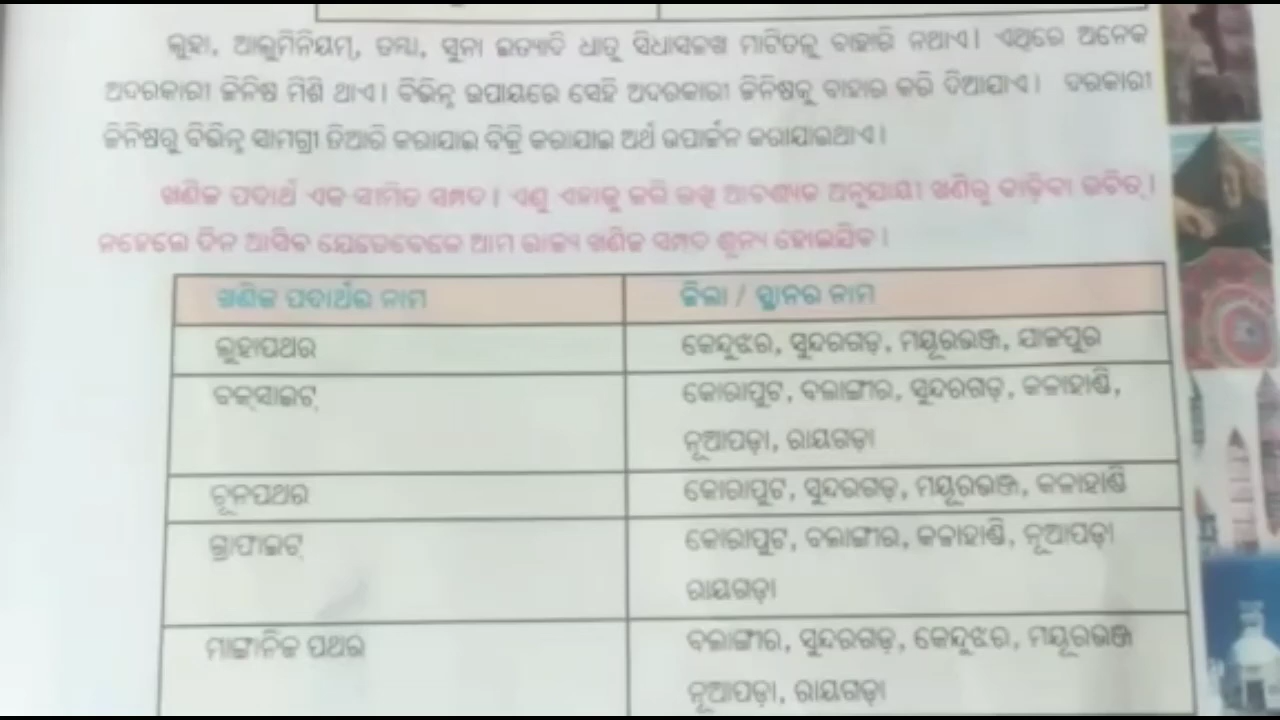 ଲୁହା, ଆଲୁମିନିୟମ୍, ତମ୍ବା, ସୁନା ଇତ୍ୟାଦି ଧାତୁ ସିଧାସଳଖ ମାଟିତଳୁ ବାହାରି ନଥାଏ। ଏଥିରେ ଅନେକ
ଅଦରକାରୀ ଜିନିଷ ମିଶି ଥାଏ। ବିଭିନ୍ନ ଉପାୟରେ ସେହି ଅଦରକାରୀ ଜିନିଷକୁ ବାହାର କରି ଦିଆଯାଏ। ଦରକାରୀ
ଜିନିଷରୁ ବିଭିନ୍ନ ସାମଗ୍ରୀ ତିଆରି କରାଯାଇ ବିକ୍ରି କରାଯାଇ ଅର୍ଥ ଉପାର୍ଜନ କରାଯାଇଥାଏ।
ଖଣିଜ ପଦାର୍ଥ ଏକ ସୀମିତ ସମ୍ପଦ। ଏଣୁ ଏହାକୁ ଜଗି ରଖି ଆବଶ୍ୟକ ଅନୁଯାୟୀ ଖଣିରୁ କାଢ଼ିବା ଉଚିତ୍।
ନହେଲେ ଦିନ ଆସିବ ଯେତେବେଳେ ଆମ ରାଜ୍ୟ ଖଣିଜ ସମ୍ପଦ ଶୂନ୍ୟ ହୋଇଯିବ।
ଖଣିଜ ପଦାର୍ଥର ନାମ ଜିଲା / ସ୍ଥାନର ନାମ
ଲୁହାପଥର କେନ୍ଦୁଝର, ସୁନ୍ଦରଗଡ଼, ମୟୂରଭଞ୍ଜ, ଯାଜପୁର
ବକ୍ସାଇଟ୍ କୋରାପୁଟ, ବଲାଙ୍ଗୀର, ସୁନ୍ଦରଗଡ଼, କଳାହାଣ୍ଡି,
ନୂଆପଡ଼ା, ରାୟଗଡ଼ା
ଚୂନପଥର କୋରାପୁଟ, ସୁନ୍ଦରଗଡ଼, ମୟୂରଭଞ୍ଜ, କଳାହାଣ୍ଡି
ଗ୍ରାଫାଇଟ୍ କୋରାପୁଟ, ବଲାଙ୍ଗୀର, କଳାହାଣ୍ଡି, ନୂଆପଡ଼ା
ରାୟଗଡ଼ା
ମାଙ୍ଗାନିଜ ପଥର ବଲାଙ୍ଗୀର, ସୁନ୍ଦରଗଡ଼, କେନ୍ଦୁଝର, ମୟୂରଭଞ୍ଜ
ନୂଆପଡ଼ା, ରାୟଗଡ଼ା